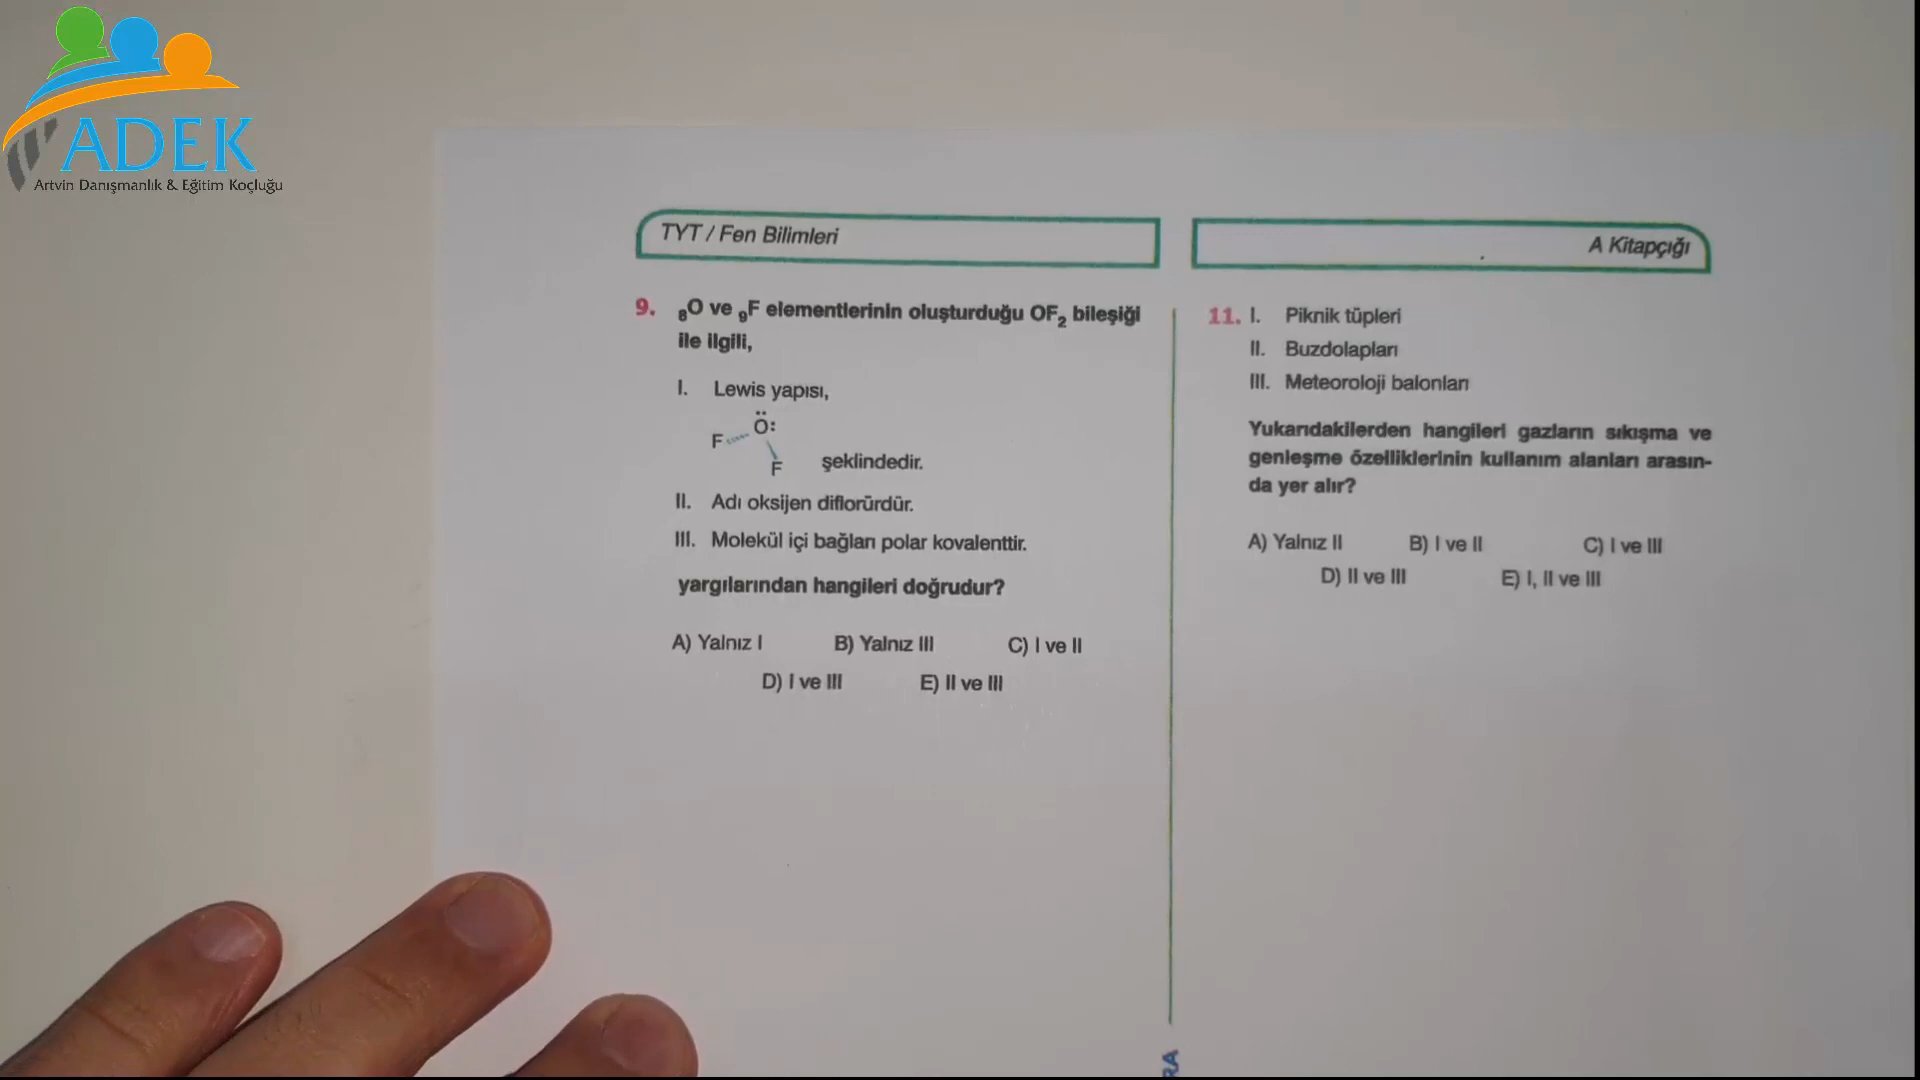 ADEK
Artvin Danışmanlık & Eğitim Koçluğu
TYT / Fen Bilimleri
A Kitapçığı
9. ₈O ve ₉F elementlerinin oluşturduğu OF₂ bileşiği
ile ilgili,
I. Lewis yapısı,
Ö:
F
F
şeklindedir.
II. Adı oksijen diflorürdür.
III. Molekül içi bağları polar kovalenttir.
yargılarından hangileri doğrudur?
A) Yalnız I B) Yalnız III C) I ve II
D) I ve III E) II ve III
11. I. Piknik tüpleri
II. Buzdolapları
III. Meteoroloji balonları
Yukarıdakilerden hangileri gazların sıkışma ve
genleşme özelliklerinin kullanım alanları arasın-
da yer alır?
A) Yalnız II B) I ve II C) I ve III
D) II ve III E) I, II ve III
RA